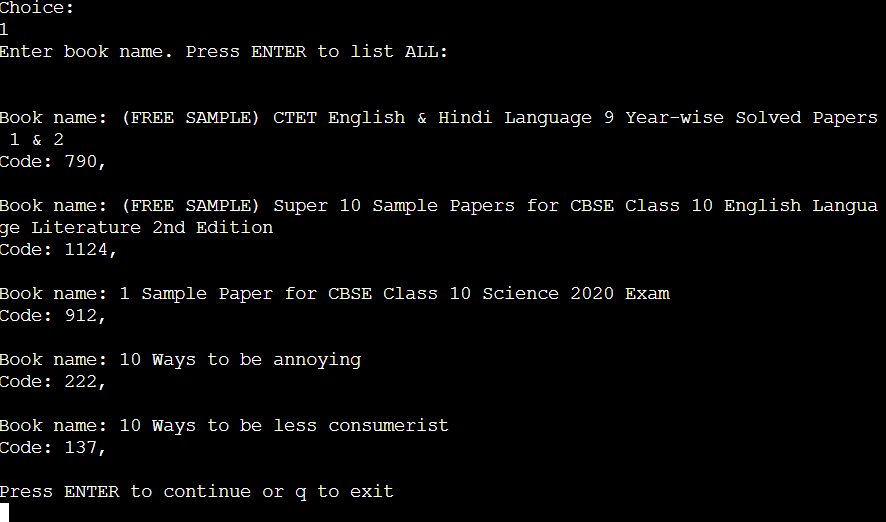 Choice:
1
Enter book name. Press ENTER to list ALL:
Book name: (FREE SAMPLE) CTET English & Hindi Language 9 Year-wise Solved Papers
1 & 2
Code: 790,
Book name: (FREE SAMPLE) Super 10 Sample Papers for CBSE Class 10 English Langua
ge Literature 2nd Edition
Code: 1124,
Book name: 1 Sample Paper for CBSE Class 10 Science 2020 Exam
Code: 912,
Book name: 10 Ways to be annoying
Code: 222,
Book name: 10 Ways to be less consumerist
Code: 137,
Press ENTER to continue or q to exit